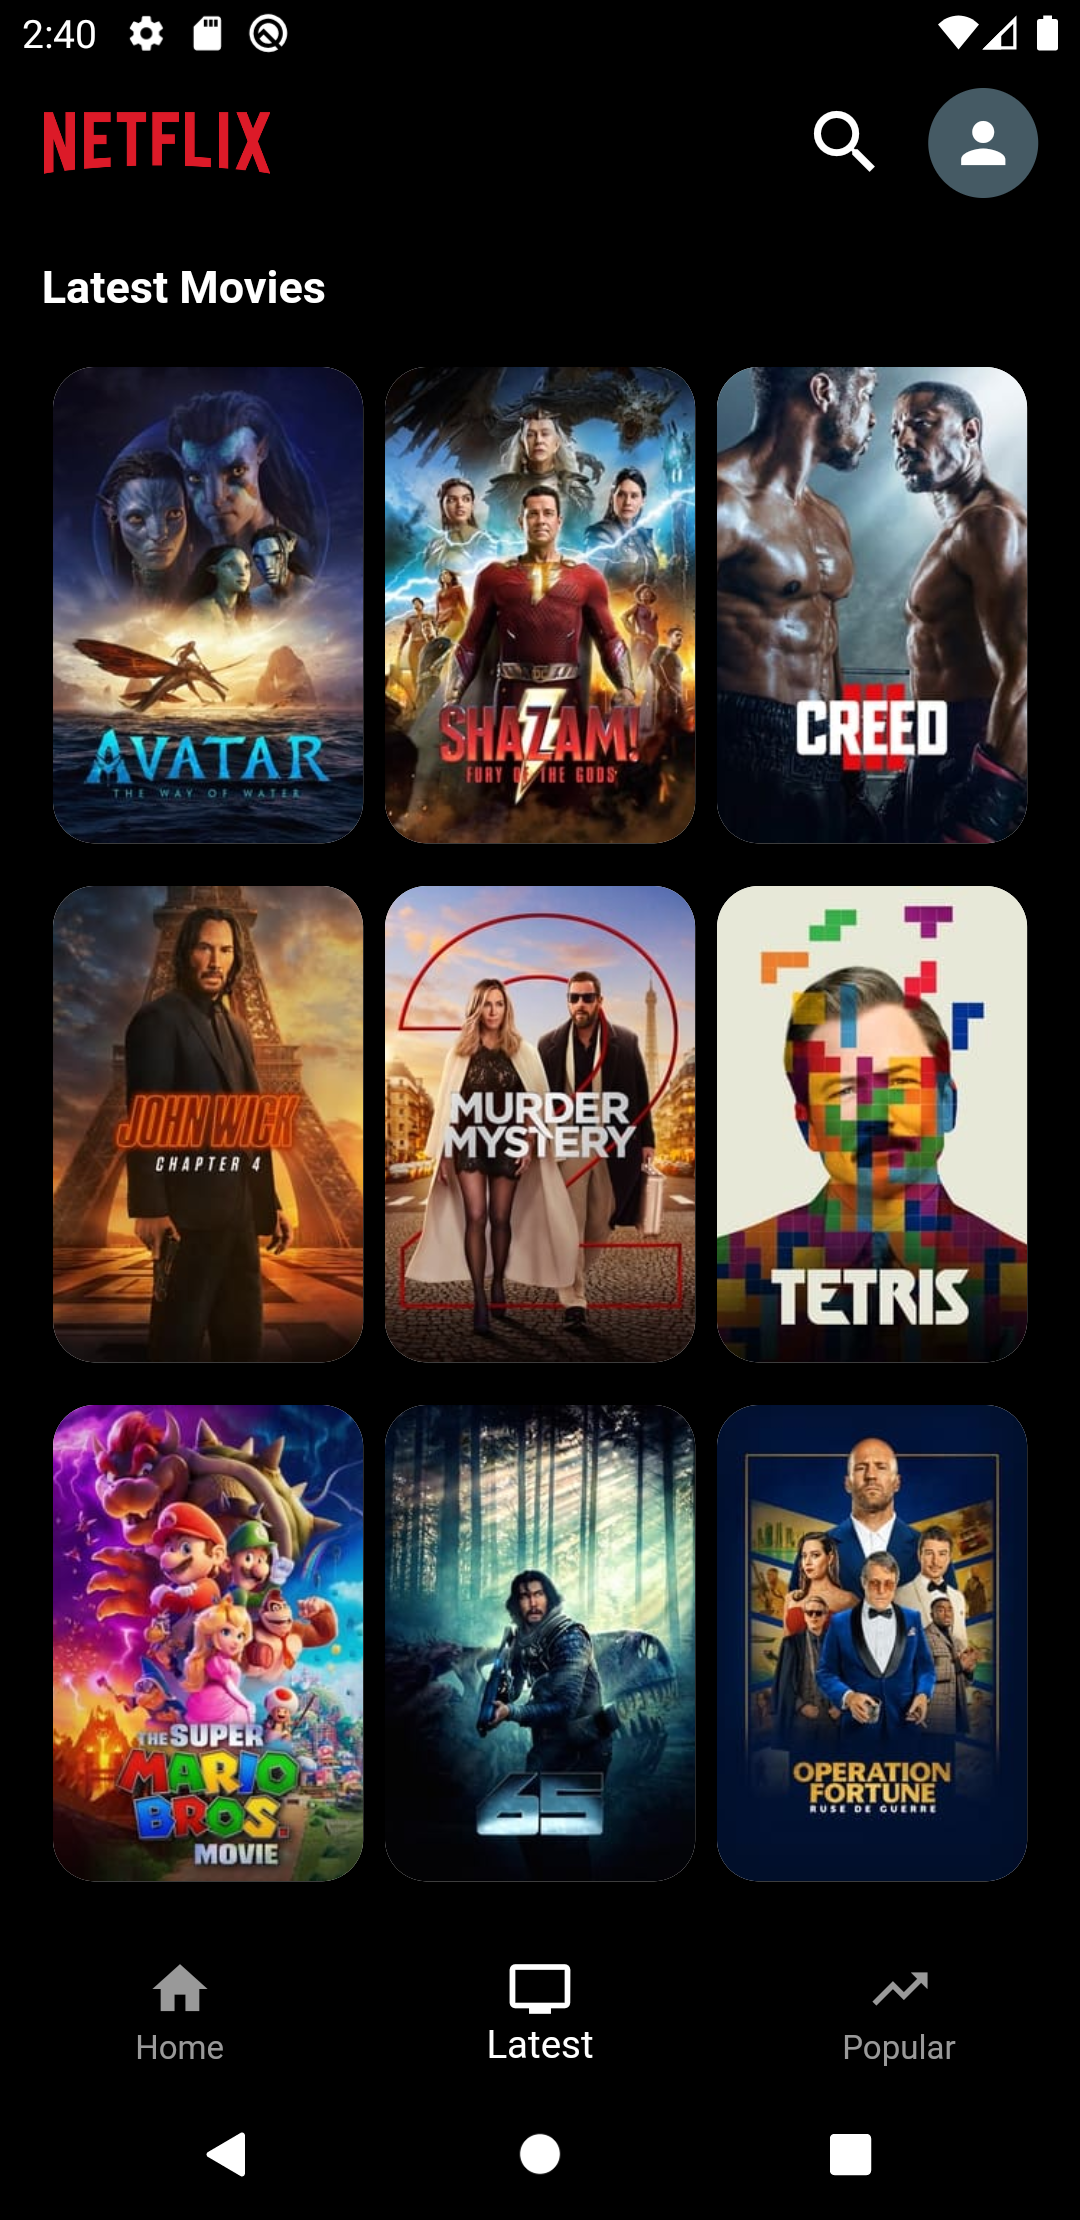 2:40
NETFLIX
Latest Movies
AVATAR
THE WAY OF WATER
SHAZAM!
FURY OF THE GODS
CREED
III
JOHN WICK
CHAPTER 4
2
MURDER
MYSTERY
TETRIS
THE SUPER
MARIO
BROS.
MOVIE
65
OPERATION
FORTUNE
RUSE DE GUERRE
Home
Latest
Popular